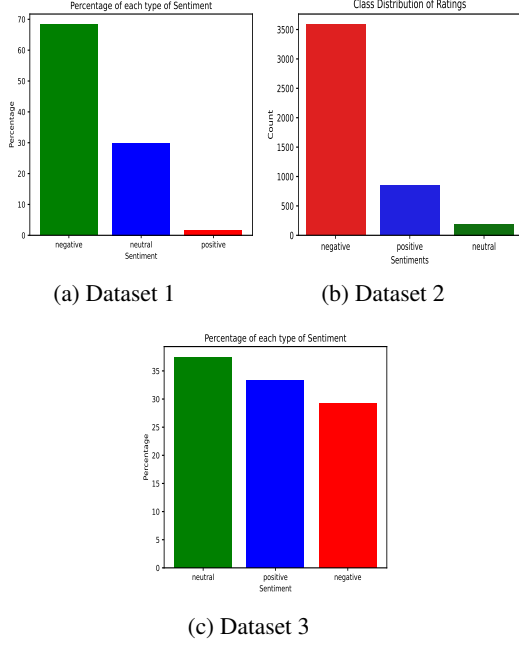 Percentage of each type of Sentiment
70
60
50
40
30
20
10
0
Percentage
negative neutral positive
Sentiment
(a) Dataset 1
Class Distribution of Ratings
3500
3000
2500
2000
1500
1000
500
0
Count
negative positive neutral
Sentiments
(b) Dataset 2
Percentage of each type of Sentiment
35
30
25
20
15
10
5
0
Percentage
neutral positive negative
Sentiment
(c) Dataset 3